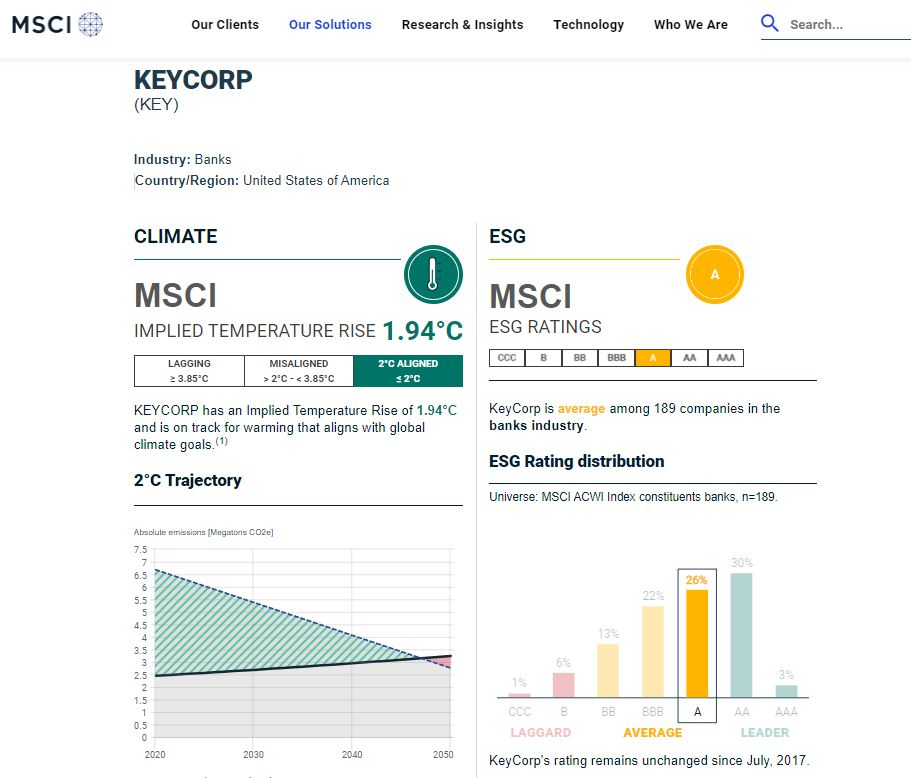 MSCI
Our Clients
Our Solutions
Research & Insights
Technology
Who We Are
Search...
KEYCORP
(KEY)
Industry: Banks
Country/Region: United States of America
CLIMATE
MSCI
IMPLIED TEMPERATURE RISE 1.94°C
LAGGING
≥ 3.85°C
MISALIGNED
> 2°C - < 3.85°C
2°C ALIGNED
≤ 2°C
KEYCORP has an Implied Temperature Rise of 1.94°C
and is on track for warming that aligns with global
climate goals.(1)
2°C Trajectory
Absolute emissions [Megatons CO2e]
7.5
7
6.5
6
5.5
5
4.5
4
3.5
3
2.5
2
1.5
1
0.5
0
2020
2030
2040
2050
ESG
A
MSCI
ESG RATINGS
CCC
B
BB
BBB
A
AA
AAA
KeyCorp is average among 189 companies in the
banks industry.
ESG Rating distribution
Universe: MSCI ACWI Index constituents banks, n=189.
1%
6%
13%
22%
26%
30%
3%
CCC
B
BB
BBB
A
AA
AAA
LAGGARD
AVERAGE
LEADER
KeyCorp's rating remains unchanged since July, 2017.